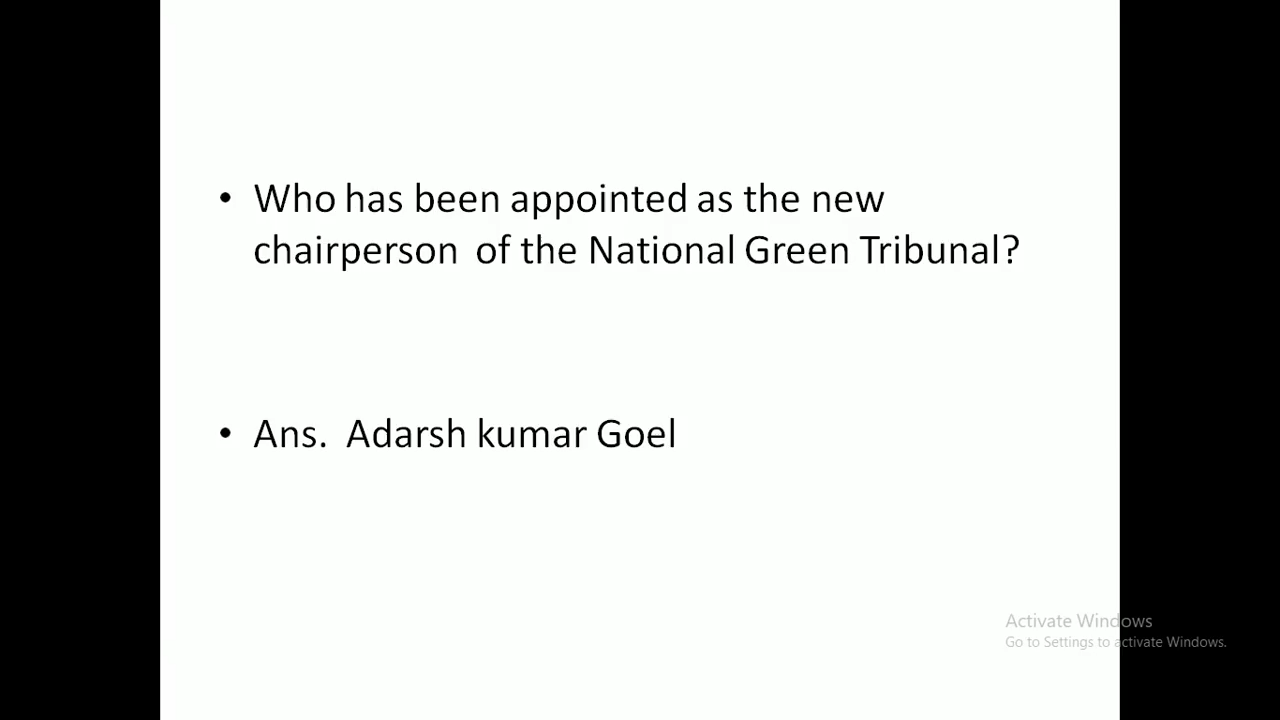 • Who has been appointed as the new
chairperson of the National Green Tribunal?
• Ans. Adarsh kumar Goel
Activate Windows
Go to Settings to activate Windows.